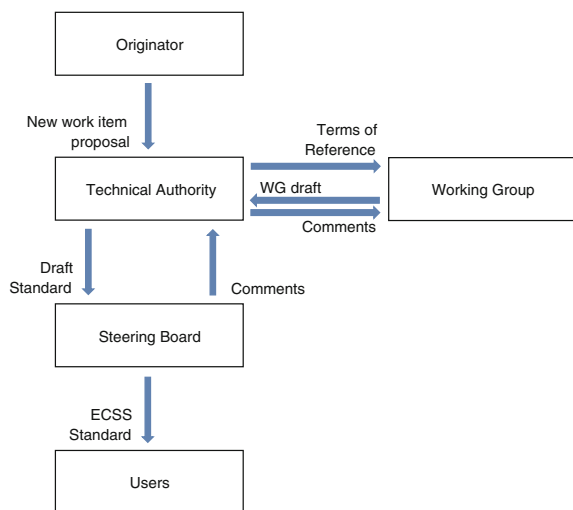 Originator
New work item
proposal
Terms of
Reference
Technical Authority
WG draft
Working Group
Comments
Draft
Standard
Comments
Steering Board
ECSS
Standard
Users